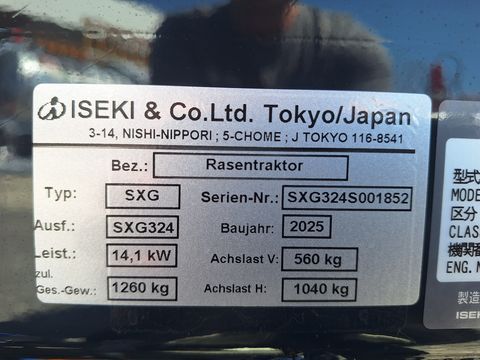 ISEKI & Co.Ltd. Tokyo/Japan
3-14, NISHI-NIPPORI ; 5-CHOME ; J TOKYO 116-8541
Bez.: Rasentraktor
Typ: SXG Serien-Nr.: SXG324S001852
Ausf.: SXG324 Baujahr: 2025
Leist.: 14,1 kW Achslast V: 560 kg
zul.
Ges.-Gew.: 1260 kg Achslast H: 1040 kg
型式
MODE
区分
CLAS
機関番
ENG.N
製造
ISEKI